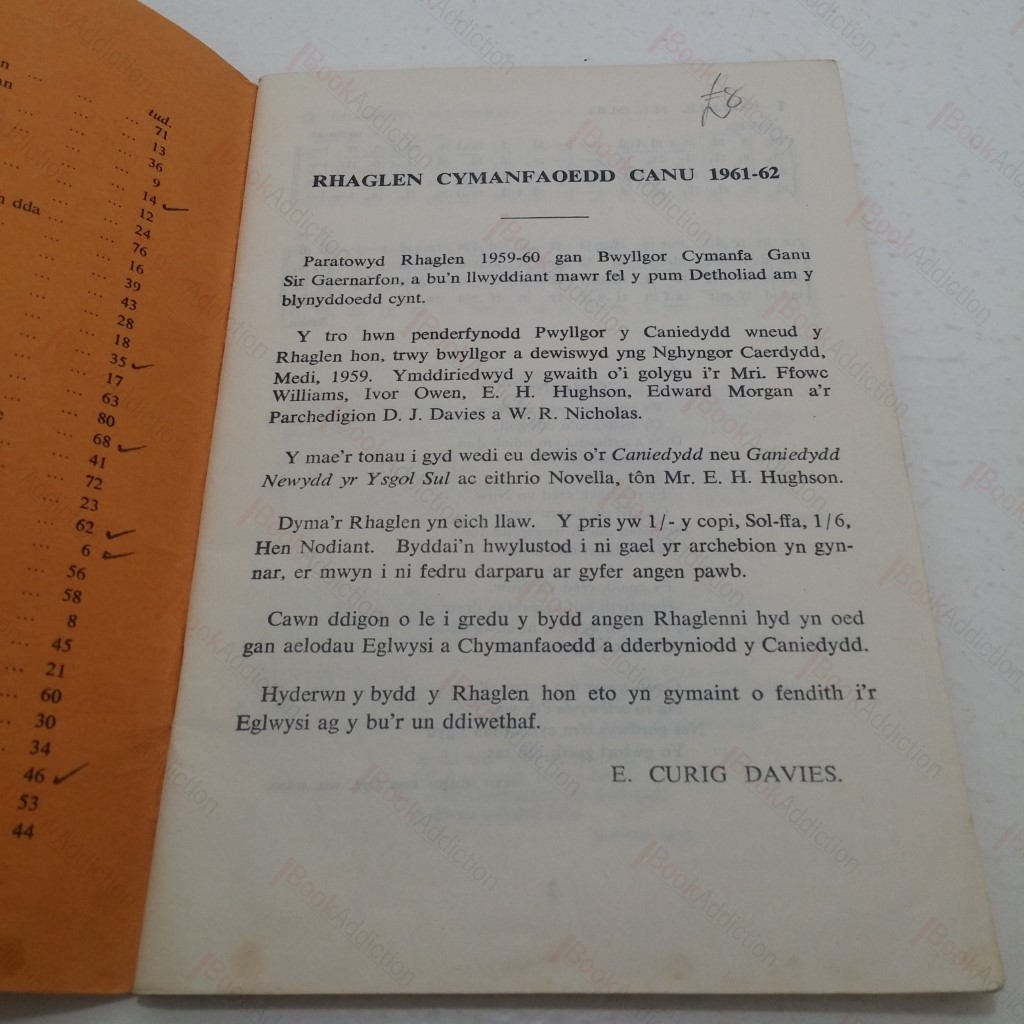 n ...
an ... ...
... ... tud.
... ... 71
... ... 13
... 36
... ... 9
... ... 14
n dda ... 12
... ... 24
... 76
... ... 16
... 39
... ... 43
... 28
... ... 18
... 35
... 17
... 63
... 80
... 68
... 41
... 72
... 23
... 62
... 6
... 56
... 58
... 8
... 45
... 21
... 60
... 30
... 34
46
53
44
£8
RHAGLEN CYMANFAOEDD CANU 1961-62
Paratowyd Rhaglen 1959-60 gan Bwyllgor Cymanfa Ganu
Sir Gaernarfon, a bu'n llwyddiant mawr fel y pum Detholiad am y
blynyddoedd cynt.
Y tro hwn penderfynodd Pwyllgor y Caniedydd wneud y
Rhaglen hon, trwy bwyllgor a dewiswyd yng Nghyngor Caerdydd,
Medi, 1959. Ymddiriedwyd y gwaith o'i golygu i'r Mri. Ffowc
Williams, Ivor Owen, E. H. Hughson, Edward Morgan a'r
Parchedigion D. J. Davies a W. R. Nicholas.
Y mae'r tonau i gyd wedi eu dewis o'r Caniedydd neu Ganiedydd
Newydd yr Ysgol Sul ac eithrio Novella, tôn Mr. E. H. Hughson.
Dyma'r Rhaglen yn eich llaw. Y pris yw 1/- y copi, Sol-ffa, 1/6,
Hen Nodiant. Byddai'n hwylustod i ni gael yr archebion yn gyn-
nar, er mwyn i ni fedru darparu ar gyfer angen pawb.
Cawn ddigon o le i gredu y bydd angen Rhaglenni hyd yn oed
gan aelodau Eglwysi a Chymanfaoedd a dderbyniodd y Caniedydd.
Hyderwn y bydd y Rhaglen hon eto yn gymaint o fendith i'r
Eglwysi ag y bu'r un ddiwethaf.
E. CURIG DAVIES.